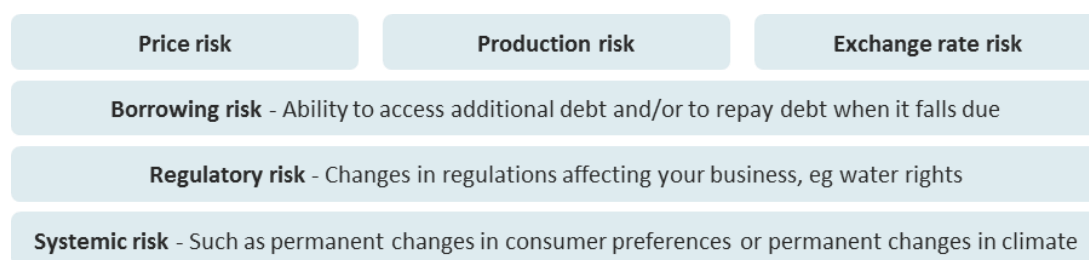 Price risk
Production risk
Exchange rate risk
Borrowing risk - Ability to access additional debt and/or to repay debt when it falls due
Regulatory risk - Changes in regulations affecting your business, eg water rights
Systemic risk - Such as permanent changes in consumer preferences or permanent changes in climate